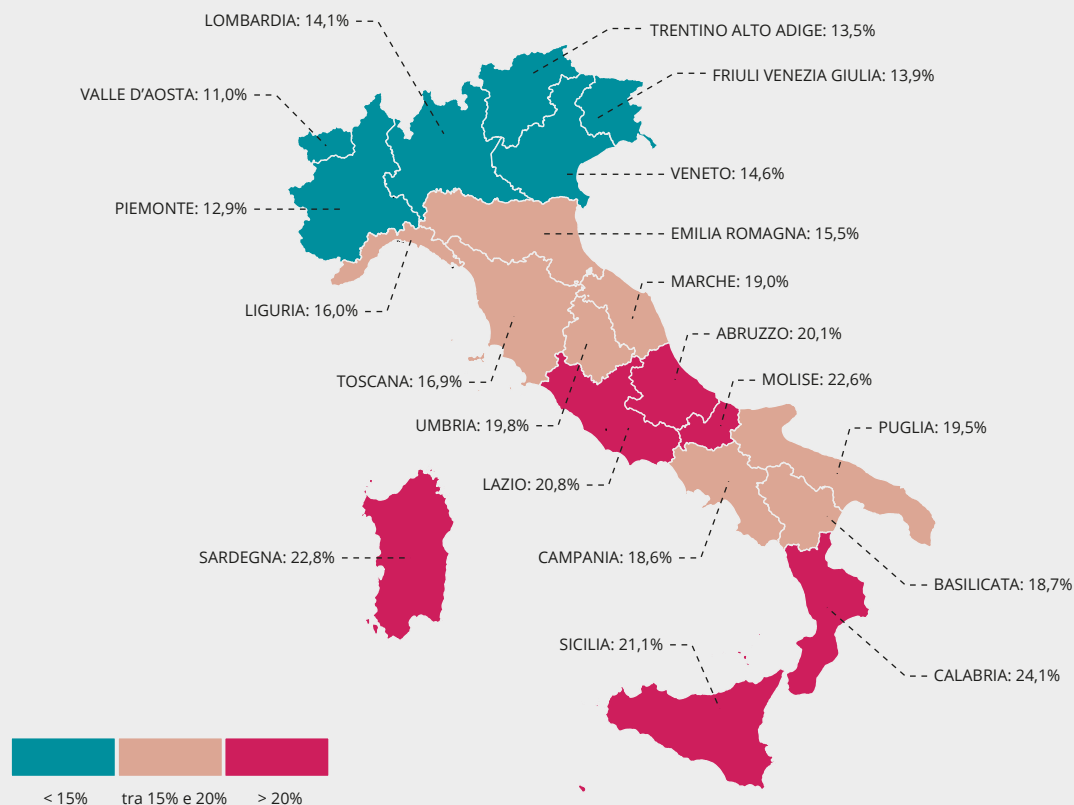 LOMBARDIA: 14,1%
TRENTINO ALTO ADIGE: 13,5%
FRIULI VENEZIA GIULIA: 13,9%
VALLE D'AOSTA: 11,0%
VENETO: 14,6%
PIEMONTE: 12,9%
EMILIA ROMAGNA: 15,5%
MARCHE: 19,0%
LIGURIA: 16,0%
ABRUZZO: 20,1%
TOSCANA: 16,9%
MOLISE: 22,6%
UMBRIA: 19,8%
PUGLIA: 19,5%
LAZIO: 20,8%
SARDEGNA: 22,8%
CAMPANIA: 18,6%
BASILICATA: 18,7%
SICILIA: 21,1%
CALABRIA: 24,1%
< 15%
tra 15% e 20%
> 20%